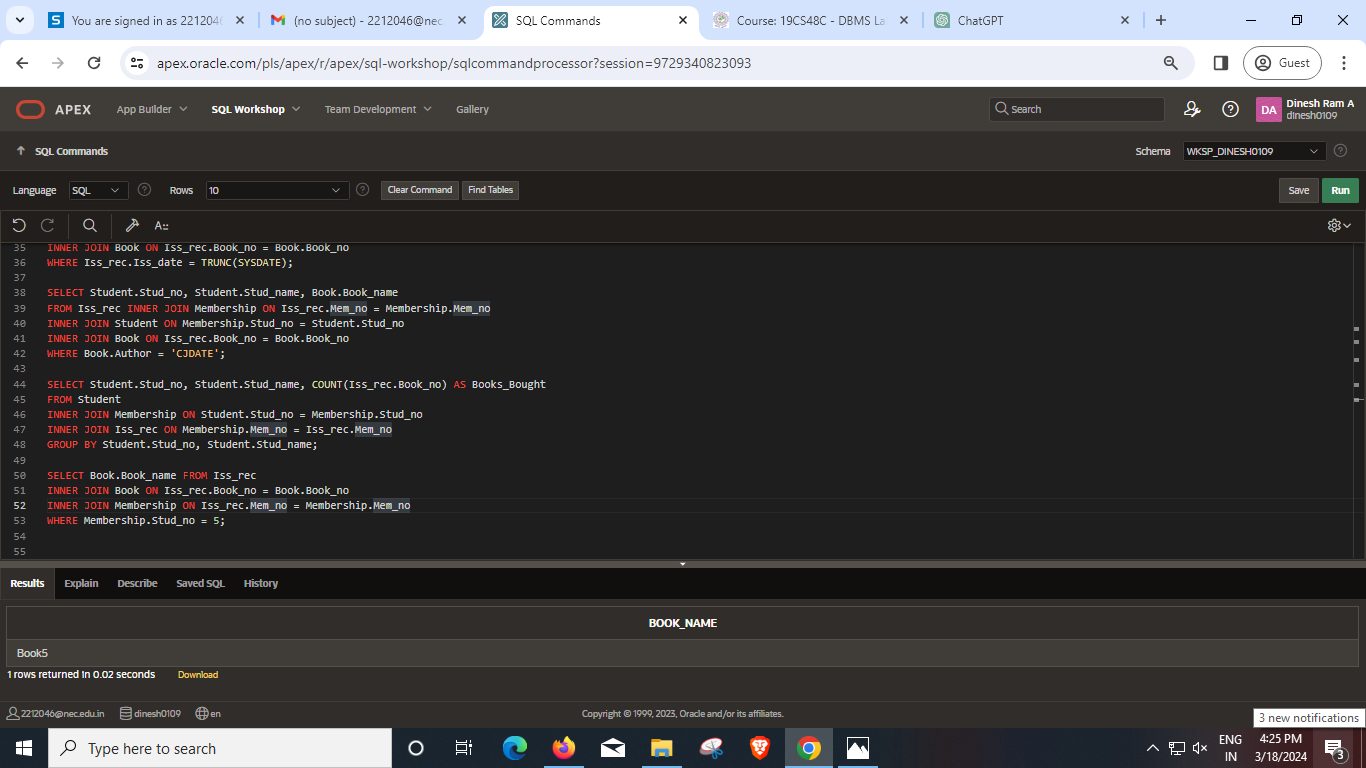 You are signed in as 22120
(no subject) - 2212046@nec.
SQL Commands
Course: 19CS48C - DBMS La
ChatGPT
apex.oracle.com/pls/apex/r/apex/sql-workshop/sqlcommandprocessor?session=9729340823093
Guest
APEX
App Builder
SQL Workshop
Team Development
Gallery
Search
DA
Dinesh Ram A
dinesh0109
SQL Commands
Schema
WKSP_DINESH0109
Language
SQL
Rows
10
Clear Command
Find Tables
Save
Run
35 INNER JOIN Book ON Iss_rec.Book_no = Book.Book_no
36 WHERE Iss_rec.Iss_date = TRUNC(SYSDATE);
37
38 SELECT Student.Stud_no, Student.Stud_name, Book.Book_name
39 FROM Iss_rec INNER JOIN Membership ON Iss_rec.Mem_no = Membership.Mem_no
40 INNER JOIN Student ON Membership.Stud_no = Student.Stud_no
41 INNER JOIN Book ON Iss_rec.Book_no = Book.Book_no
42 WHERE Book.Author = 'CJDATE';
43
44 SELECT Student.Stud_no, Student.Stud_name, COUNT(Iss_rec.Book_no) AS Books_Bought
45 FROM Student
46 INNER JOIN Membership ON Student.Stud_no = Membership.Stud_no
47 INNER JOIN Iss_rec ON Membership.Mem_no = Iss_rec.Mem_no
48 GROUP BY Student.Stud_no, Student.Stud_name;
49
50 SELECT Book.Book_name FROM Iss_rec
51 INNER JOIN Book ON Iss_rec.Book_no = Book.Book_no
52 INNER JOIN Membership ON Iss_rec.Mem_no = Membership.Mem_no
53 WHERE Membership.Stud_no = 5;
54
55
Results
Explain
Describe
Saved SQL
History
BOOK_NAME
Book5
1 rows returned in 0.02 seconds
Download
2212046@nec.edu.in
dinesh0109
en
Copyright © 1999, 2023, Oracle and/or its affiliates.
3 new notifications
Type here to search
ENG
IN
4:25 PM
3/18/2024
3